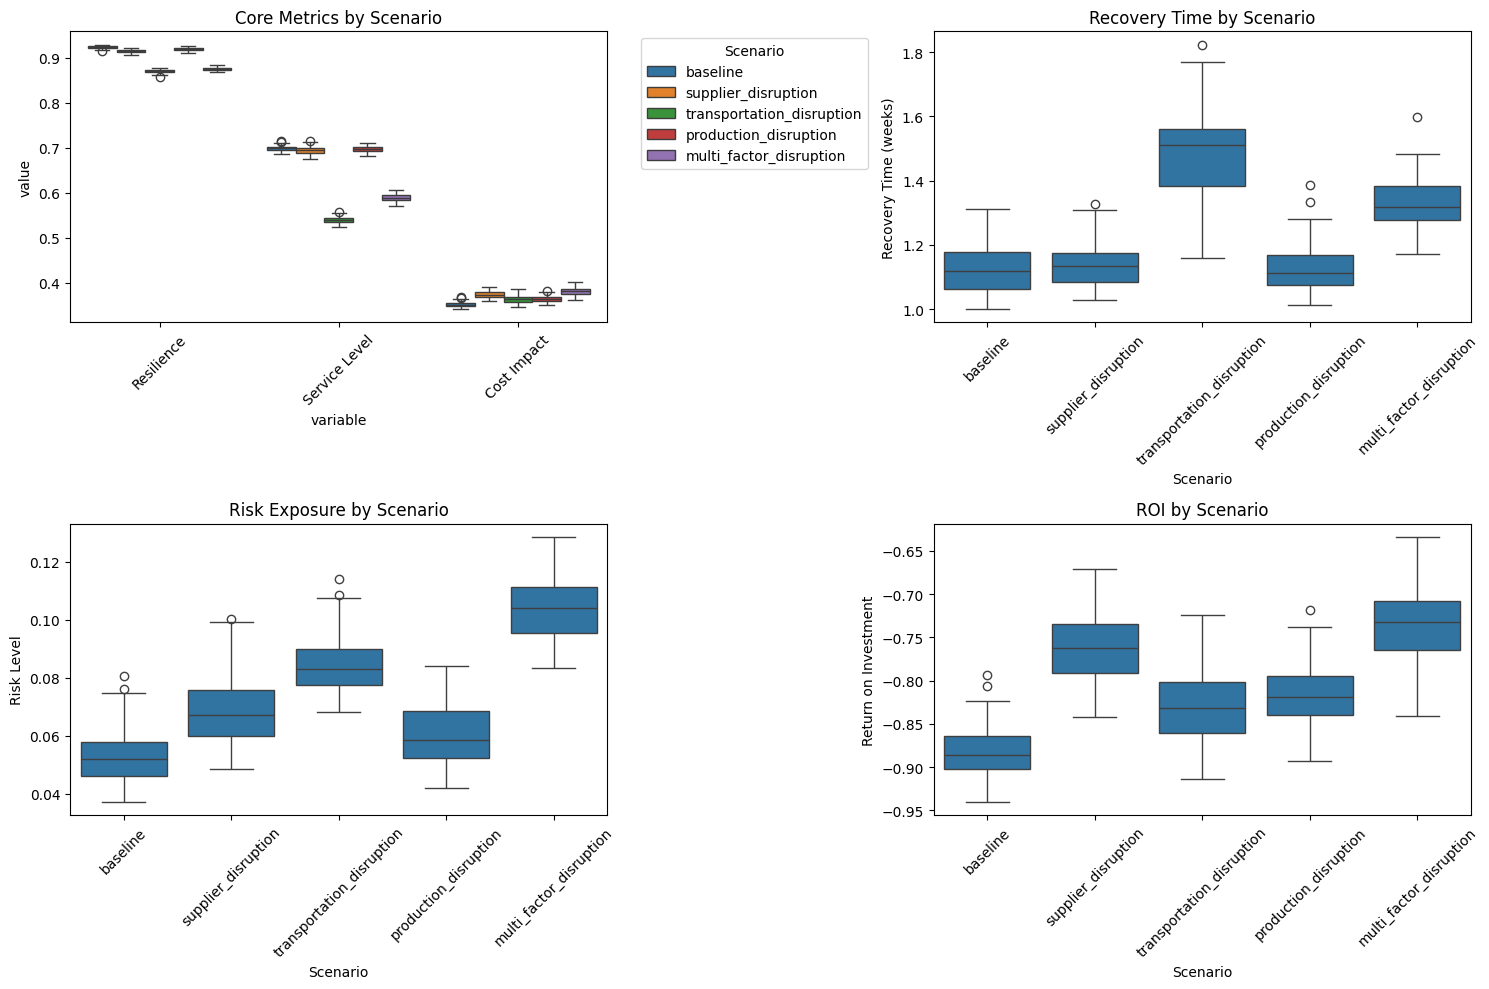 Core Metrics by Scenario
value
0.9
0.8
0.7
0.6
0.5
0.4
Resilience
Service Level
Cost Impact
variable
Scenario
baseline
supplier_disruption
transportation_disruption
production_disruption
multi_factor_disruption
Recovery Time by Scenario
Recovery Time (weeks)
1.8
1.6
1.4
1.2
1.0
baseline
supplier_disruption
transportation_disruption
production_disruption
multi_factor_disruption
Scenario
Risk Exposure by Scenario
Risk Level
0.12
0.10
0.08
0.06
0.04
baseline
supplier_disruption
transportation_disruption
production_disruption
multi_factor_disruption
Scenario
ROI by Scenario
Return on Investment
−0.65
−0.70
−0.75
−0.80
−0.85
−0.90
−0.95
baseline
supplier_disruption
transportation_disruption
production_disruption
multi_factor_disruption
Scenario